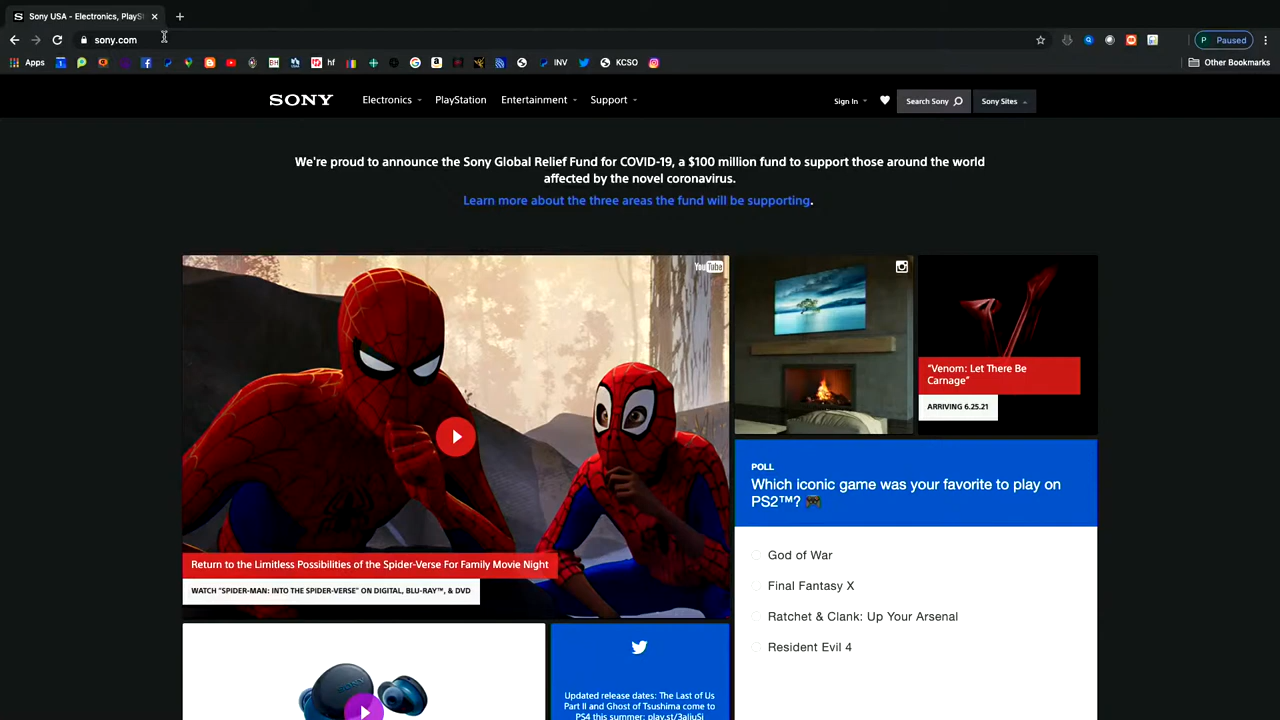 Sony USA - Electronics, PlaySt
sony.com
Paused
Apps
hf
INV
KCSO
Other Bookmarks
SONY
Electronics
PlayStation
Entertainment
Support
Sign In
Search Sony
Sony Sites
We're proud to announce the Sony Global Relief Fund for COVID-19, a $100 million fund to support those around the world
affected by the novel coronavirus.
Learn more about the three areas the fund will be supporting.
YouTube
Return to the Limitless Possibilities of the Spider-Verse For Family Movie Night
WATCH "SPIDER-MAN: INTO THE SPIDER-VERSE" ON DIGITAL, BLU-RAY™, & DVD
"Venom: Let There Be
Carnage"
ARRIVING 6.25.21
POLL
Which iconic game was your favorite to play on
PS2™? 🎮
God of War
Final Fantasy X
Ratchet & Clank: Up Your Arsenal
Resident Evil 4
SONY
Updated release dates: The Last of Us
Part II and Ghost of Tsushima come to
PS4 this summer: